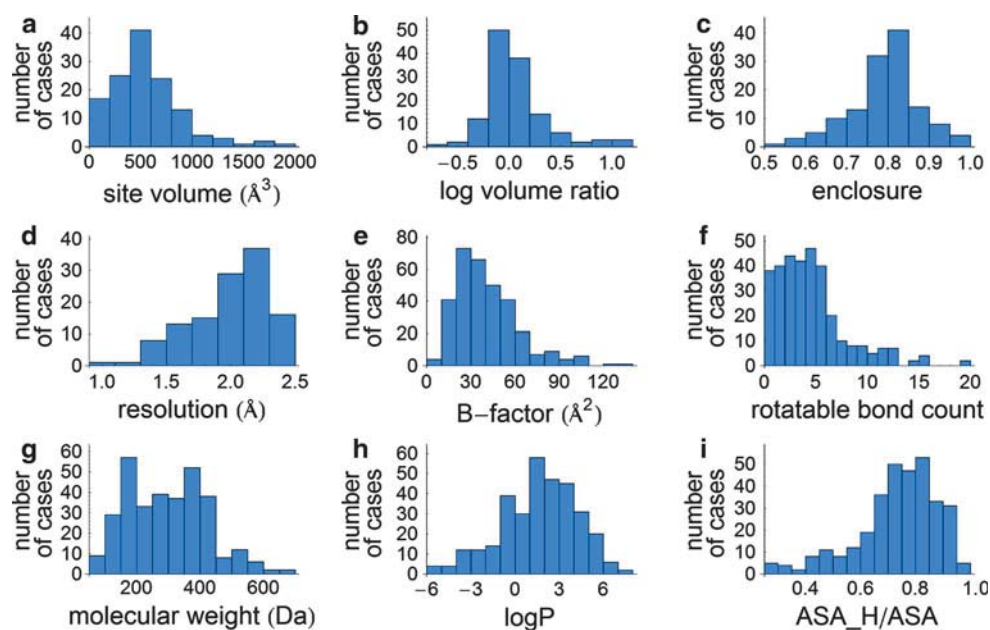 a
number
of cases
40
30
20
10
0
0
500
1000
1500
2000
site volume (Å³)
b
number
of cases
50
40
30
20
10
0
−0.5
0.0
0.5
1.0
log volume ratio
c
number
of cases
40
30
20
10
0
0.5
0.6
0.7
0.8
0.9
1.0
enclosure
d
number
of cases
40
30
20
10
0
1.0
1.5
2.0
2.5
resolution (Å)
e
number
of cases
80
60
40
20
0
0
30
60
90
120
B−factor (Å²)
f
number
of cases
50
40
30
20
10
0
0
5
10
15
20
rotatable bond count
g
number
of cases
60
50
40
30
20
10
0
200
400
600
molecular weight (Da)
h
number
of cases
60
50
40
30
20
10
0
−6
−3
0
3
6
logP
i
number
of cases
50
40
30
20
10
0
0.4
0.6
0.8
1.0
ASA_H/ASA